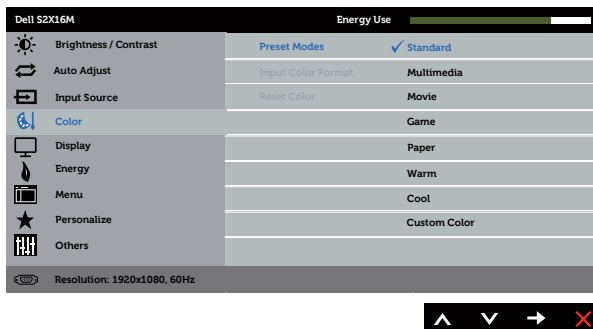 Dell S2X16M Energy Use
Brightness / Contrast Preset Modes Standard
Auto Adjust Input Color Format Multimedia
Input Source Reset Color Movie
Color Game
Display Paper
Energy Warm
Menu Cool
Personalize Custom Color
Others
Resolution: 1920x1080, 60Hz